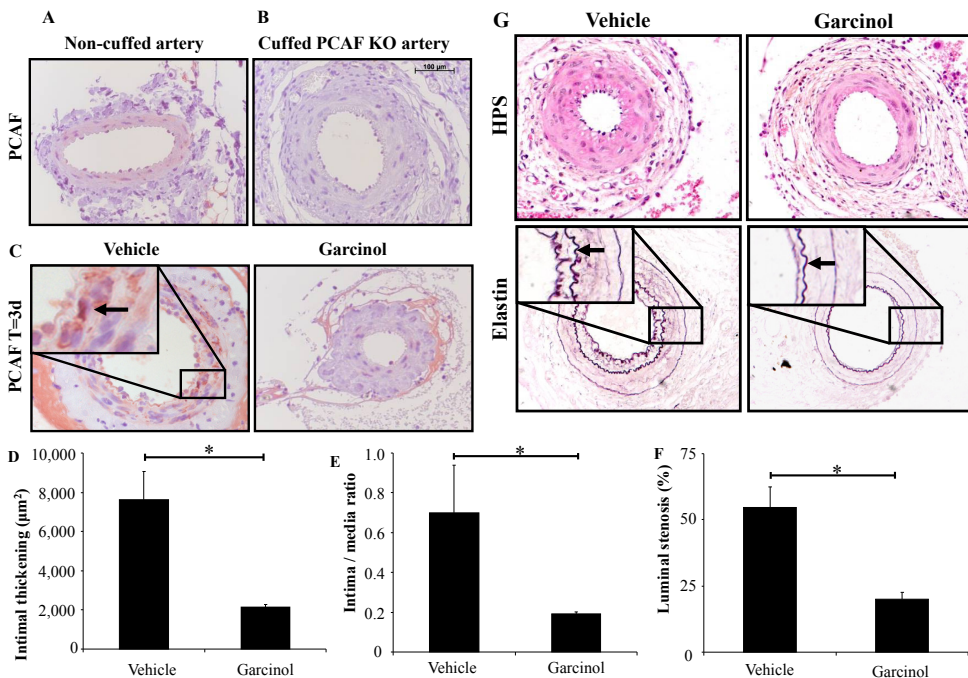 A
Non-cuffed artery
B
Cuffed PCAF KO artery
PCAF
100 µm
C
Vehicle
Garcinol
PCAF T=3d
G
Vehicle
Garcinol
HPS
Elastin
D
Intimal thickening (µm²)
10,000
8,000
6,000
4,000
2,000
0
*
Vehicle
Garcinol
E
Intima / media ratio
1.0
0.8
0.6
0.4
0.2
0
*
Vehicle
Garcinol
F
Luminal stenosis (%)
75
50
25
0
*
Vehicle
Garcinol